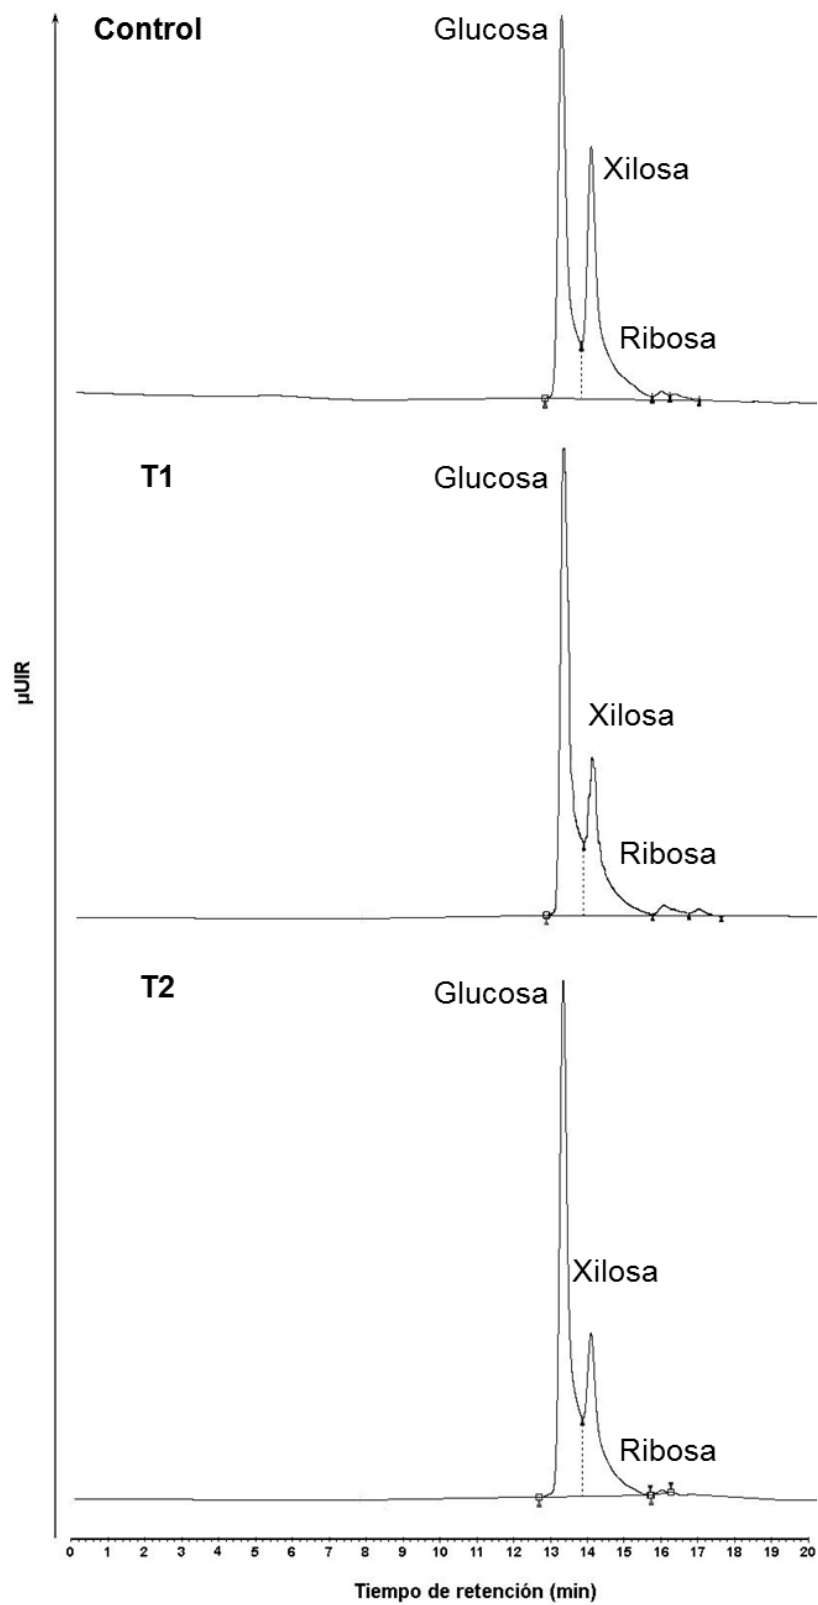 Control
Glucosa
Xilosa
Ribosa
T1
Glucosa
Xilosa
Ribosa
T2
Glucosa
Xilosa
Ribosa
µUIR
0 1 2 3 4 5 6 7 8 9 10 11 12 13 14 15 16 17 18 19 20
Tiempo de retención (min)